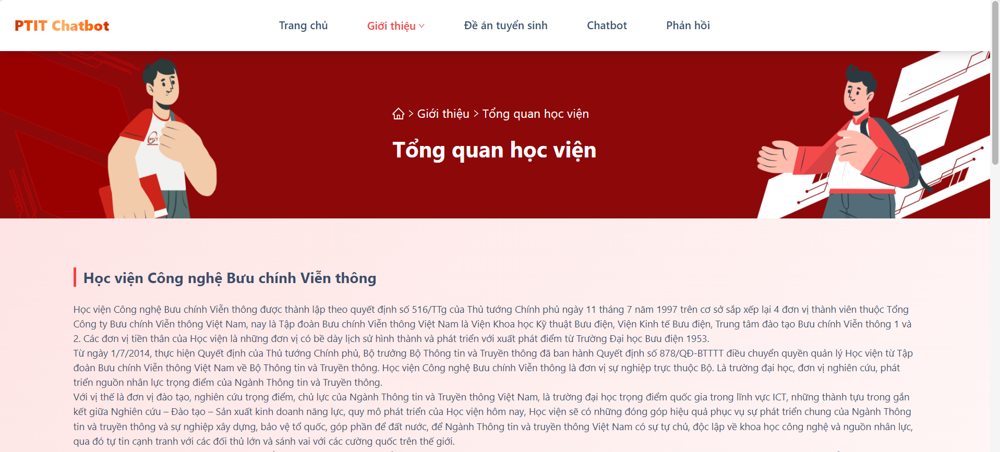 PTIT Chatbot
Trang chủ
Giới thiệu
Đề án tuyển sinh
Chatbot
Phản hồi
> Giới thiệu > Tổng quan học viện
Tổng quan học viện
PTIT
Học viện Công nghệ Bưu chính Viễn thông
Học viện Công nghệ Bưu chính Viễn thông được thành lập theo quyết định số 516/TTg của Thủ tướng Chính phủ ngày 11 tháng 7 năm 1997 trên cơ sở sắp xếp lại 4 đơn vị thành viên thuộc Tổng
Công ty Bưu chính Viễn thông Việt Nam, nay là Tập đoàn Bưu chính Viễn thông Việt Nam là Viện Khoa học Kỹ thuật Bưu điện, Viện Kinh tế Bưu điện, Trung tâm đào tạo Bưu chính Viễn thông 1 và
2. Các đơn vị tiền thân của Học viện là những đơn vị có bề dày lịch sử hình thành và phát triển với xuất phát điểm từ Trường Đại học Bưu điện 1953.
Từ ngày 1/7/2014, thực hiện Quyết định của Thủ tướng Chính phủ, Bộ trưởng Bộ Thông tin và Truyền thông đã ban hành Quyết định số 878/QĐ-BTTTT điều chuyển quyền quản lý Học viện từ Tập
đoàn Bưu chính Viễn thông Việt Nam về Bộ Thông tin và Truyền thông. Học viện Công nghệ Bưu chính Viễn thông là đơn vị sự nghiệp trực thuộc Bộ. Là trường đại học, đơn vị nghiên cứu, phát
triển nguồn nhân lực trọng điểm của Ngành Thông tin và Truyền thông.
Với vị thế là đơn vị đào tạo, nghiên cứu trọng điểm, chủ lực của Ngành Thông tin và Truyền thông Việt Nam, là trường đại học trọng điểm quốc gia trong lĩnh vực ICT, những thành tựu trong gắn
kết giữa Nghiên cứu – Đào tạo – Sản xuất kinh doanh năng lực, quy mô phát triển của Học viện hôm nay, Học viện sẽ có những đóng góp hiệu quả phục vụ sự phát triển chung của Ngành Thông
tin và truyền thông và sự nghiệp xây dựng, bảo vệ tổ quốc, góp phần để đất nước, để Ngành Thông tin và truyền thông Việt Nam có sự tự chủ, độc lập về khoa học công nghệ và nguồn nhân lực,
qua đó tự tin cạnh tranh với các đối thủ lớn và sánh vai với các cường quốc trên thế giới.